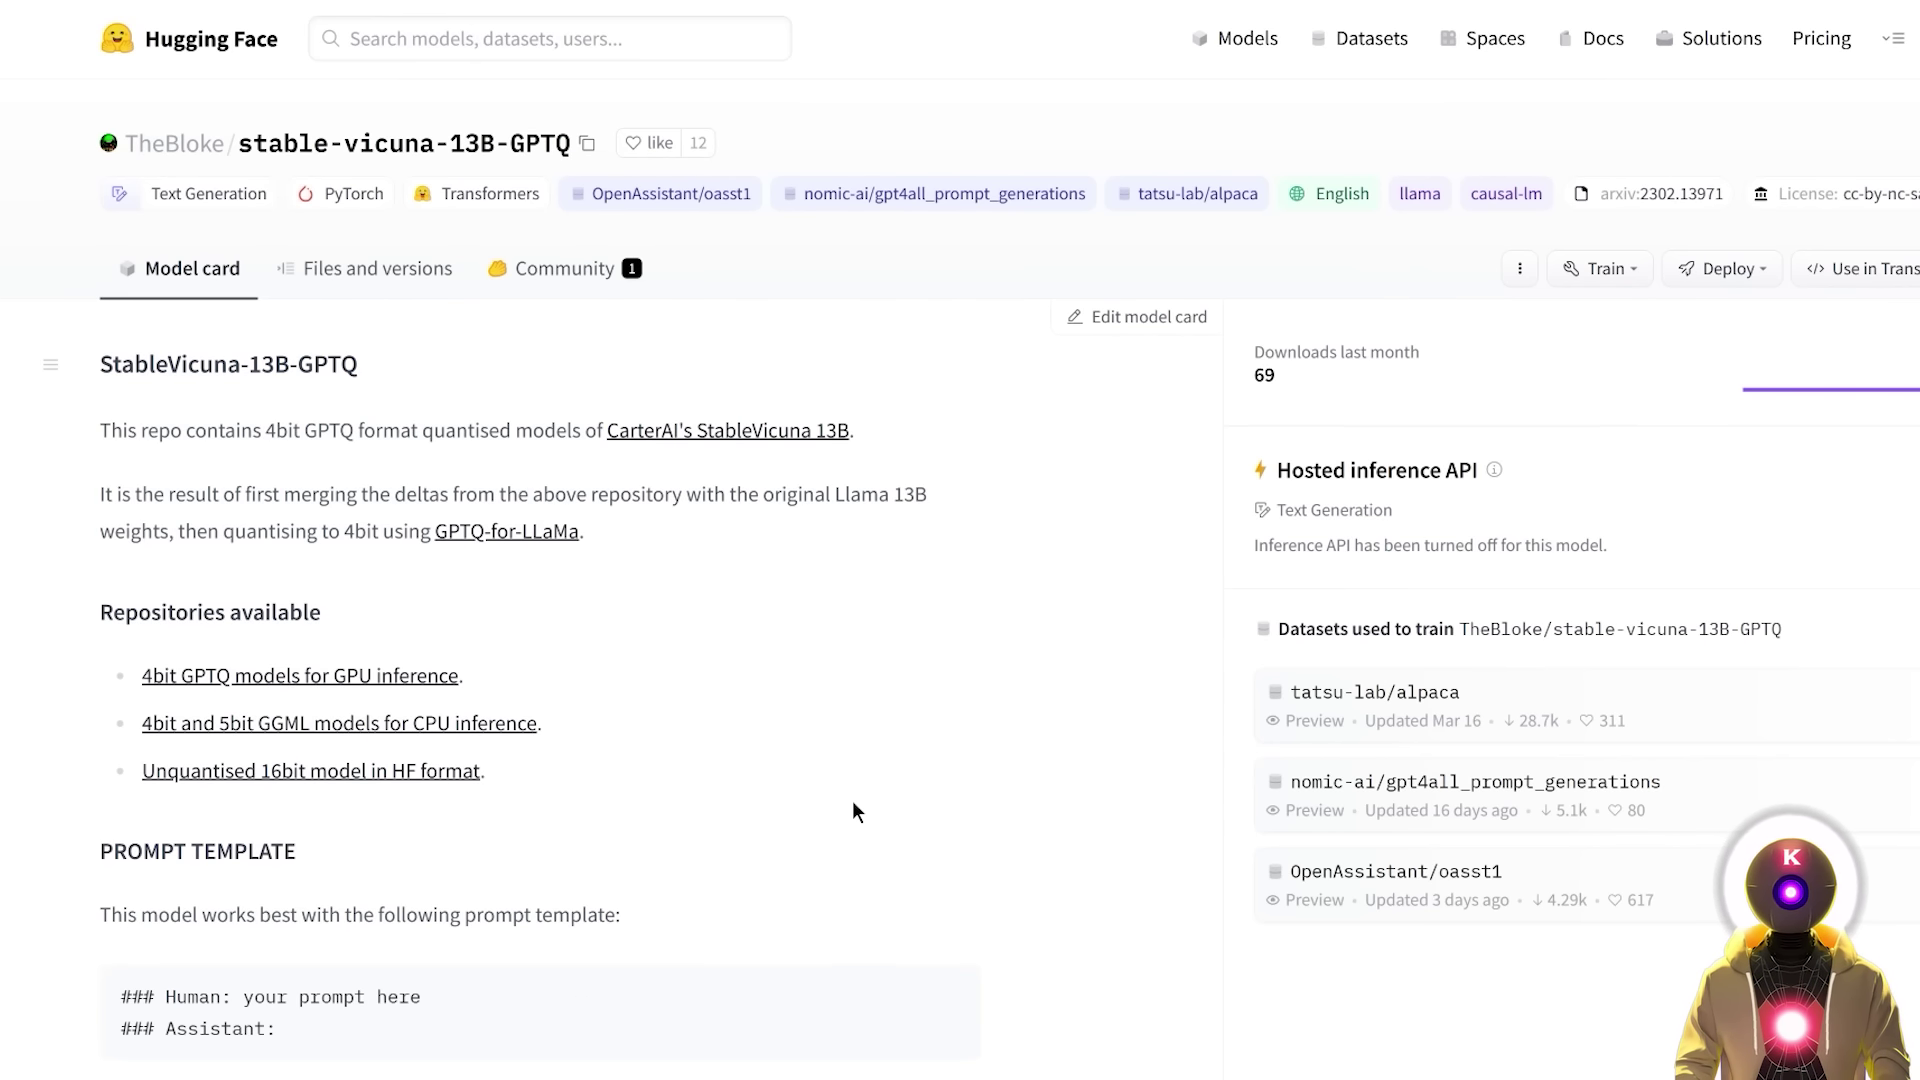 Hugging Face
Search models, datasets, users...
Models
Datasets
Spaces
Docs
Solutions
Pricing
TheBloke/stable-vicuna-13B-GPTQ
like 12
Text Generation
PyTorch
Transformers
OpenAssistant/oasst1
nomic-ai/gpt4all_prompt_generations
tatsu-lab/alpaca
English
llama
causal-lm
arxiv:2302.13971
License: cc-by-nc-sa
Model card
Files and versions
Community 1
Train
Deploy
</> Use in Trans
Edit model card
StableVicuna-13B-GPTQ
This repo contains 4bit GPTQ format quantised models of CarterAI's StableVicuna 13B.
It is the result of first merging the deltas from the above repository with the original Llama 13B
weights, then quantising to 4bit using GPTQ-for-LLaMa.
Repositories available
4bit GPTQ models for GPU inference.
4bit and 5bit GGML models for CPU inference.
Unquantised 16bit model in HF format.
PROMPT TEMPLATE
This model works best with the following prompt template:
### Human: your prompt here
### Assistant:
Downloads last month
69
Hosted inference API
Text Generation
Inference API has been turned off for this model.
Datasets used to train TheBloke/stable-vicuna-13B-GPTQ
tatsu-lab/alpaca
Preview • Updated Mar 16 • ↓ 28.7k • ♡ 311
nomic-ai/gpt4all_prompt_generations
Preview • Updated 16 days ago • ↓ 5.1k • ♡ 80
OpenAssistant/oasst1
Preview • Updated 3 days ago • ↓ 4.29k • ♡ 617
K